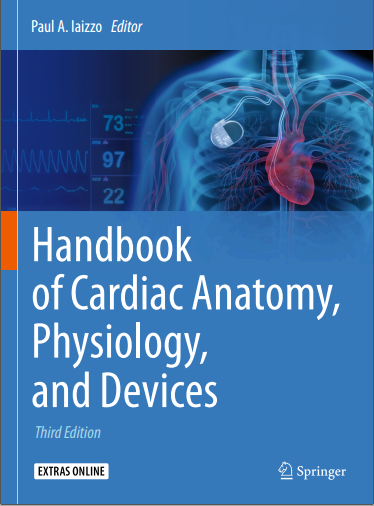 Paul A. Iaizzo Editor
73
97
22
Handbook
of Cardiac Anatomy,
Physiology,
and Devices
Third Edition
EXTRAS ONLINE
Springer